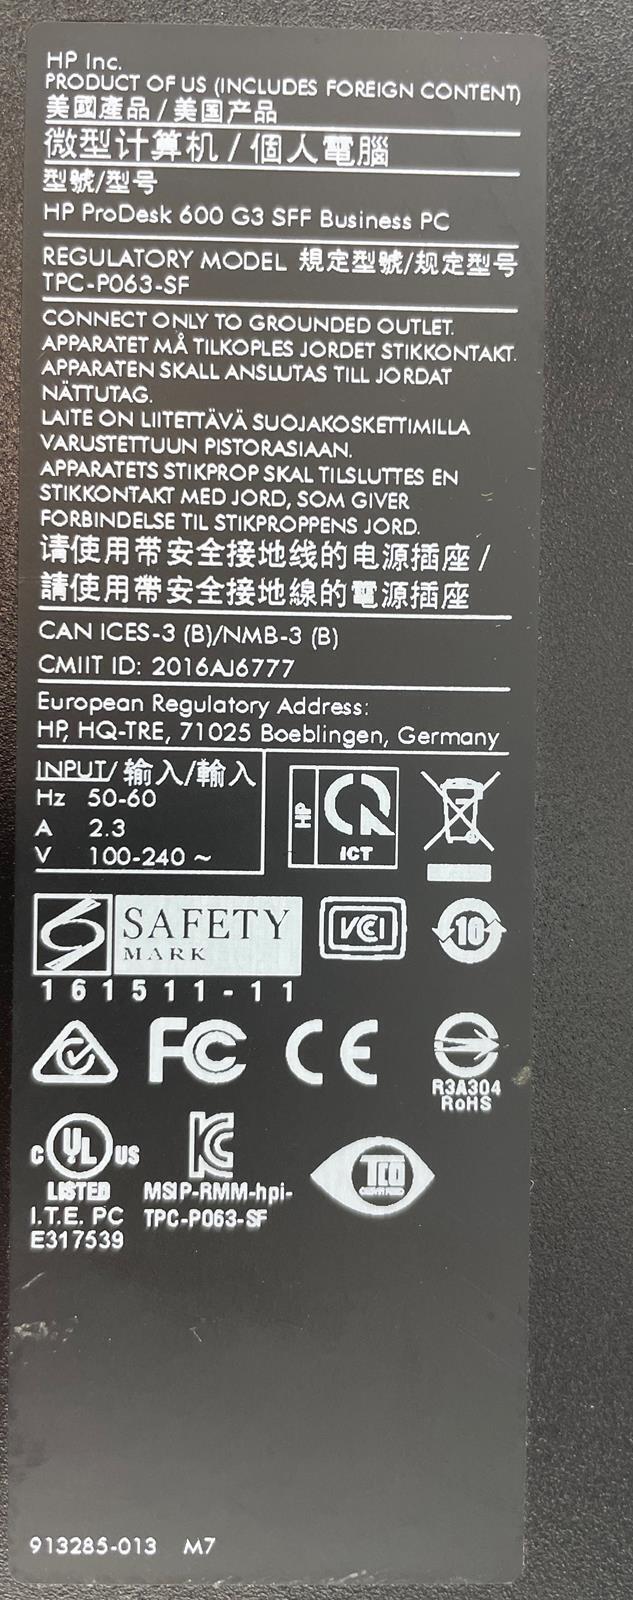 HP Inc.
PRODUCT OF US (INCLUDES FOREIGN CONTENT)
美國產品 / 美国产品
微型计算机 / 個人電腦
型號/型号
HP ProDesk 600 G3 SFF Business PC
REGULATORY MODEL 規定型號/规定型号
TPC-P063-SF
CONNECT ONLY TO GROUNDED OUTLET.
APPARATET MÅ TILKOPLES JORDET STIKKONTAKT.
APPARATEN SKALL ANSLUTAS TILL JORDAT
NÄTTUTAG.
LAITE ON LIITETTÄVÄ SUOJAKOSKETTIMILLA
VARUSTETTUUN PISTORASIAAN.
APPARATETS STIKPROP SKAL TILSLUTTES EN
STIKKONTAKT MED JORD, SOM GIVER
FORBINDELSE TIL STIKPROPPENS JORD.
请使用带安全接地线的电源插座 /
請使用帶安全接地線的電源插座
CAN ICES-3 (B)/NMB-3 (B)
CMIIT ID: 2016AJ6777
European Regulatory Address:
HP, HQ-TRE, 71025 Boeblingen, Germany
INPUT/ 输入/輸入
Hz 50-60
A 2.3
V 100-240 ~
HP
ICT
SAFETY
MARK
VCI
10
161511-11
FC CE
R3A304
RoHS
C UL US
LISTED
I.T.E. PC
E317539
KC
MSIP-RMM-hpi-
TPC-P063-SF
TCO
CERTIFIED
913285-013 M7